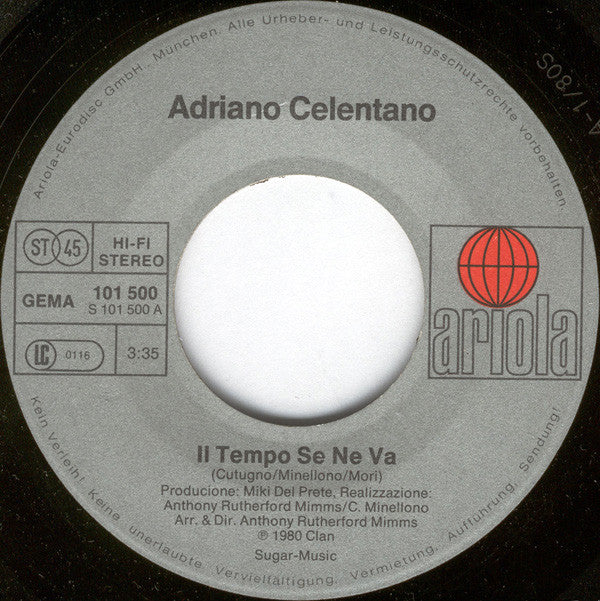 Ariola-Eurodisc GmbH - München. Alle Urheber- und Leistungsschutzrechte vorbehalten.
Adriano Celentano
ST 45
HI-FI
STEREO
GEMA
101 500
S 101 500 A
LC 0116
3:35
ariola
Il Tempo Se Ne Va
(Cutugno/Minellono/Mori)
Producione: Miki Del Prete, Realizzazione:
Anthony Rutherford Mimms/C. Minellono
Arr. & Dir. Anthony Rutherford Mimms
℗ 1980 Clan
Sugar-Music
Kein Verleih! Keine unerlaubte Vervielfältigung, Vermietung, Aufführung, Sendung!